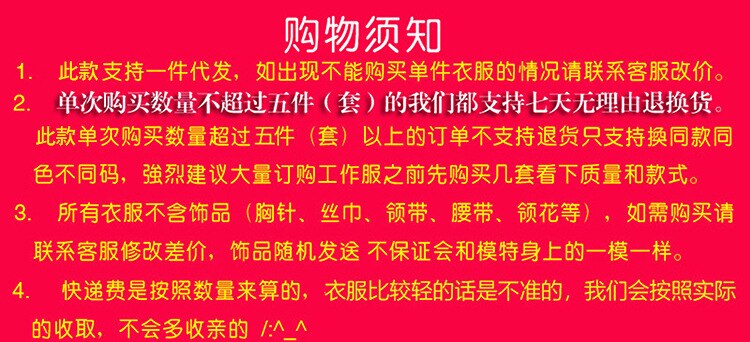 购物须知
1. 此款支持一件代发，如出现不能购买单件衣服的情况请联系客服改价。
2. 单次购买数量不超过五件（套）的我们都支持七天无理由退换货。
此款单次购买数量超过五件（套）以上的订单不支持退货只支持換同款同
色不同码，強烈建议大量订购工作服之前先购买几套看下质量和款式。
3. 所有衣服不含饰品（胸针、丝巾、领带、腰带、领花等），如需购买请
联系客服修改差价，饰品随机发送 不保证会和模特身上的一模一样。
4. 快递费是按照数量来算的，衣服比较轻的话是不准的，我们会按照实际
的收取，不会多收亲的 /:^_^